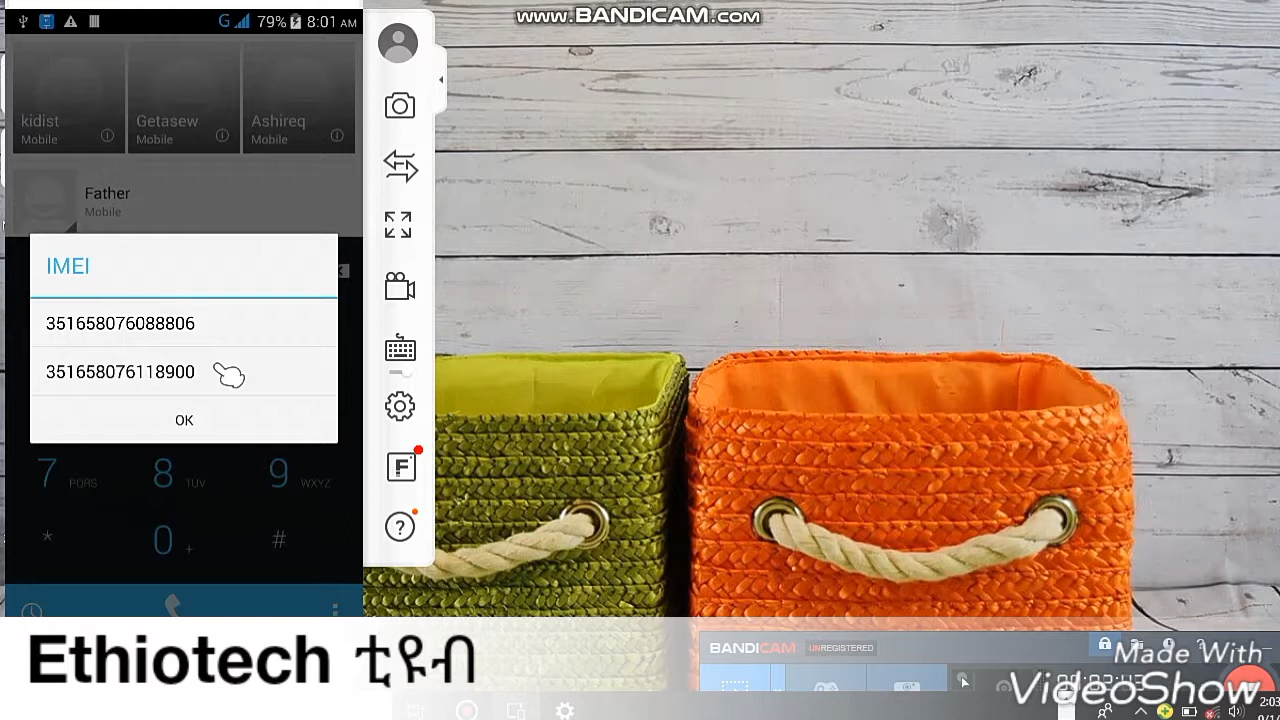 www.BANDICAM.com
G 79% 8:01 AM
kidist
Mobile
Getasew
Mobile
Ashireq
Mobile
Father
Mobile
IMEI
351658076088806
351658076118900
OK
7 PQRS 8 TUV 9 WXYZ
* 0 + #
F
?
Ethiotech ቲዩብ
BANDICAM UNREGISTERED
Made With
VideoShow